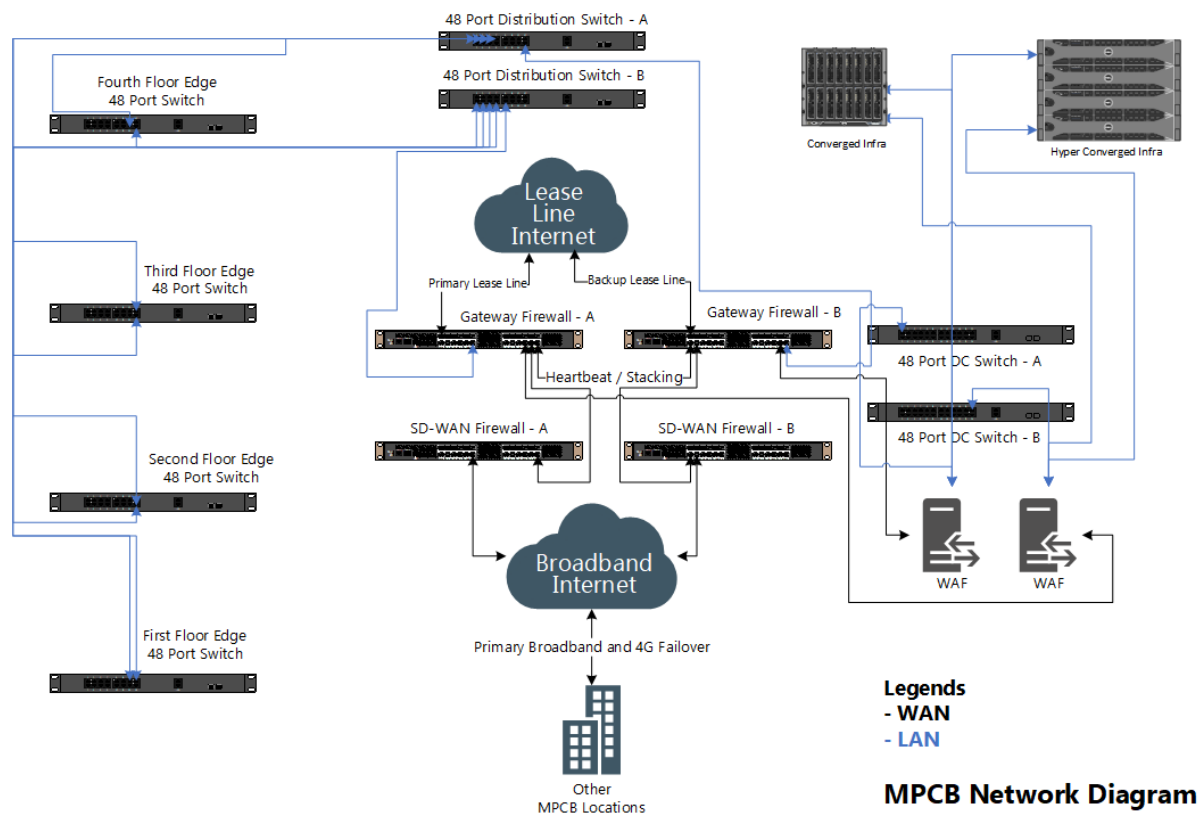 48 Port Distribution Switch - A
48 Port Distribution Switch - B
Fourth Floor Edge
48 Port Switch
Converged Infra
Hyper Converged Infra
Lease
Line
Internet
Third Floor Edge
48 Port Switch
Primary Lease Line
Backup Lease Line
Gateway Firewall - A
Gateway Firewall - B
48 Port DC Switch - A
Heartbeat / Stacking
SD-WAN Firewall - A
SD-WAN Firewall - B
48 Port DC Switch - B
Second Floor Edge
48 Port Switch
Broadband
Internet
WAF
WAF
First Floor Edge
48 Port Switch
Primary Broadband and 4G Failover
Legends
- WAN
- LAN
Other
MPCB Locations
MPCB Network Diagram